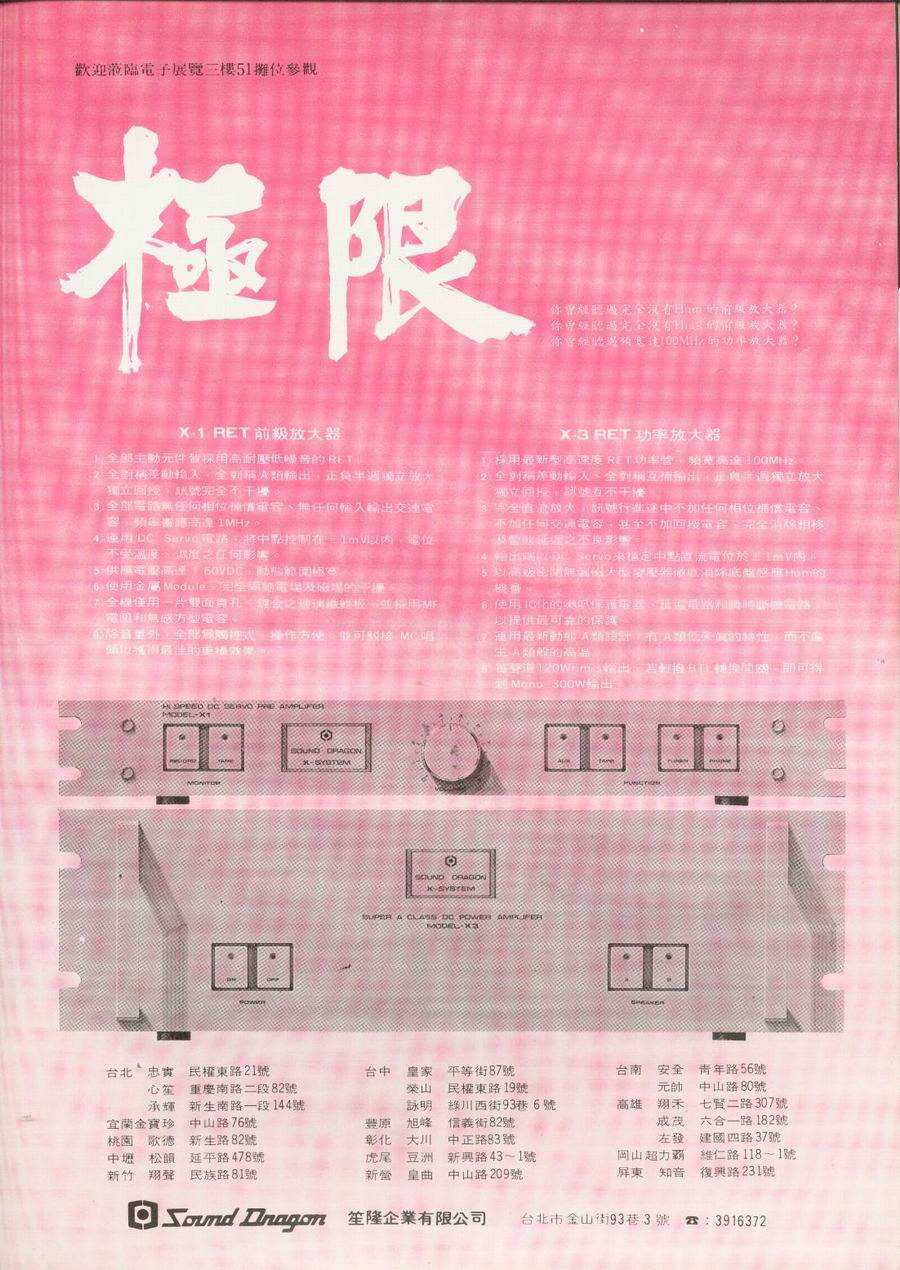 歡迎蒞臨電子展覽三樓51攤位參觀
極限
你曾經聽過完全沒有Hum的前級放大器？
你曾經聽過完全沒有Hiss的前級放大器？
你曾經聽過頻寬達100MHz的功率放大器？
X-1 RET 前級放大器
1. 全部主動元件皆採用高耐壓低噪音的RET。
2. 全對稱差動輸入，全對稱A類輸出，正負半週獨立放大
獨立回授，訊號完全不干擾。
3. 全部電路無任何相位補償電容、無任何輸入輸出交連電
容，頻率響應高達1MHz。
4. 運用DC Servo電路，將中點控制在±1mV以內，電位
不受溫度、濕度之任何影響。
5. 供應電壓高達±60VDC，動態範圍極寬。
6. 使用金屬Module，完全隔絕電場及磁場的干擾。
7. 全機僅用一片雙面貫孔、鍍金之玻璃纖維板，並採用MF
電阻和無感方型電容。
8. 除音量外，全部為觸控式，操作方便，並可駁接MC唱
頭以獲得最佳的重播效果。
X-3 RET 功率放大器
1. 採用最新型高速度RET功率管，頻寬高達100MHz。
2. 全對稱差動輸入、全對稱互補輸出，正負半週獨立放大
獨立回授，訊號互不干擾。
3. 完全直流放大，訊號行進途中不加任何相位補償電容、
不加任何交連電容，甚至不加回授電容，完全消除相移
及暫態延遲之不良影響。
4. 輸出端以DC Servo來穩定中點直流電位於±1mV內。
5. 以高級密閉無漏磁大型變壓器徹底消除底盤感應Hum的
噪音。
6. 使用IC化的喇叭保護電路、延遲電路和瞬時斷機電路
以提供最可靠的保護。
7. 運用最新動態A類設計，有A類低失真的特性，而不產
生A類般的高溫。
8. 每聲道120Wr.m.s輸出，若輕撥BTL轉換開關，即可得
到Mono 300W輸出。
HI SPEED DC SERVO PRE AMPLIFER
MODEL-X1
RECORD TAPE
MONITOR
SOUND DRAGON
X-SYSTEM
AUX TAPE TUNER PHONO
FUNCTION
SOUND DRAGON
X-SYSTEM
SUPER A CLASS DC POWER AMPLIFER
MODEL-X3
ON OFF
POWER
A B
SPEAKER
台北 忠實 民權東路21號
心笙 重慶南路二段82號
承輝 新生南路一段144號
宜蘭金寶珍 中山路76號
桃園 歌德 新生路82號
中壢 松韻 延平路478號
新竹 翔聲 民族路81號
台中 皇家 平等街87號
榮山 民權東路19號
詠明 綠川西街93巷6號
豐原 旭峰 信義街82號
彰化 大川 中正路83號
虎尾 豆洲 新興路43～1號
新營 皇曲 中山路209號
台南 安全 青年路56號
元帥 中山路80號
高雄 翔禾 七賢二路307號
成茂 六合一路182號
左發 建國四路37號
岡山超力霸 維仁路118～1號
屏東 知音 復興路231號
Sound Dragon 笙隆企業有限公司 台北市金山街93巷3號 ☎：3916372